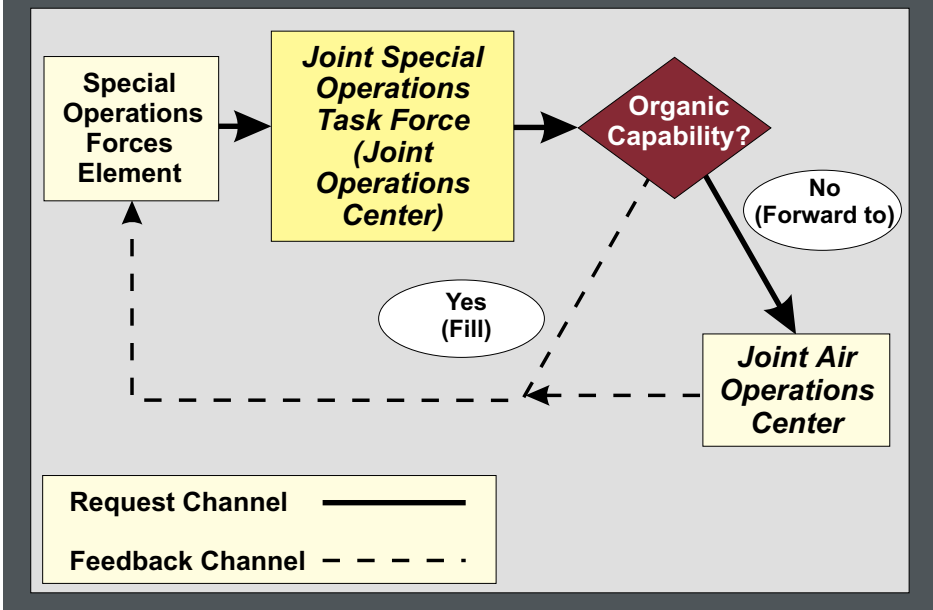 Special
Operations
Forces
Element
Joint Special
Operations
Task Force
(Joint
Operations
Center)
Organic
Capability?
No
(Forward to)
Yes
(Fill)
Joint Air
Operations
Center
Request Channel
Feedback Channel